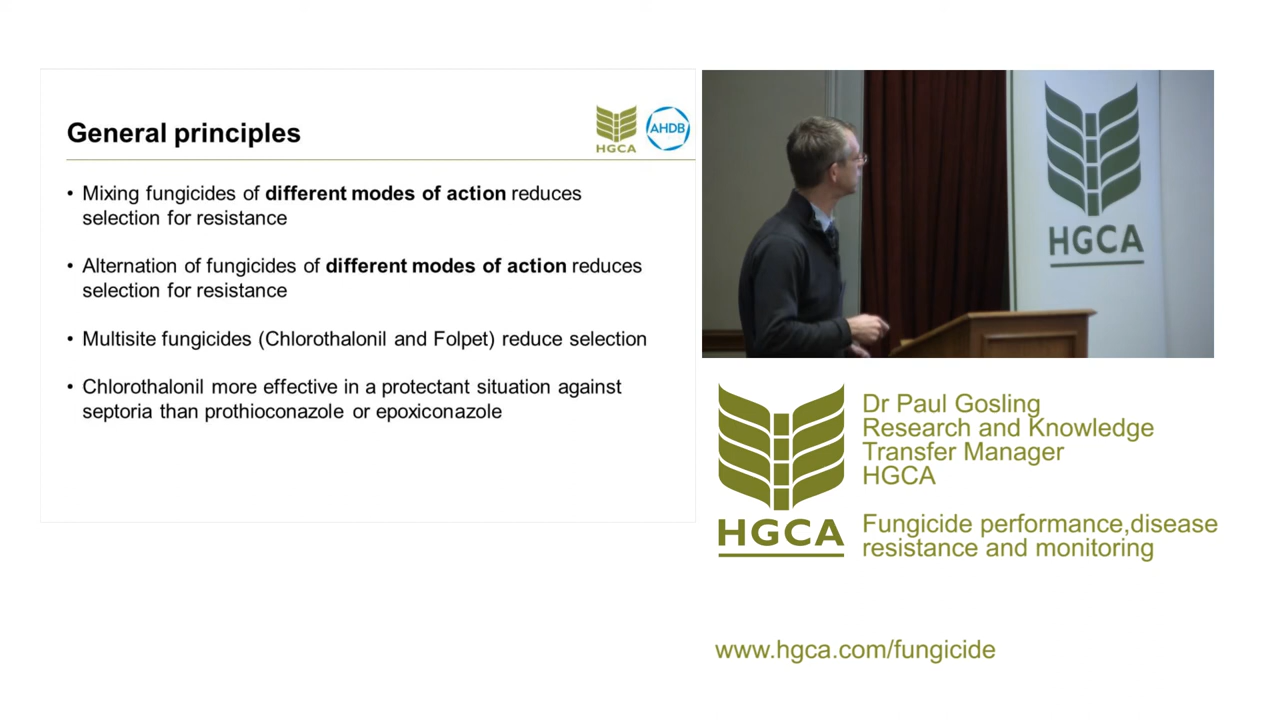 General principles
HGCA
AHDB
• Mixing fungicides of different modes of action reduces
selection for resistance
• Alternation of fungicides of different modes of action reduces
selection for resistance
• Multisite fungicides (Chlorothalonil and Folpet) reduce selection
• Chlorothalonil more effective in a protectant situation against
septoria than prothioconazole or epoxiconazole
HGCA
HGCA
Dr Paul Gosling
Research and Knowledge
Transfer Manager
HGCA
Fungicide performance,disease
resistance and monitoring
www.hgca.com/fungicide